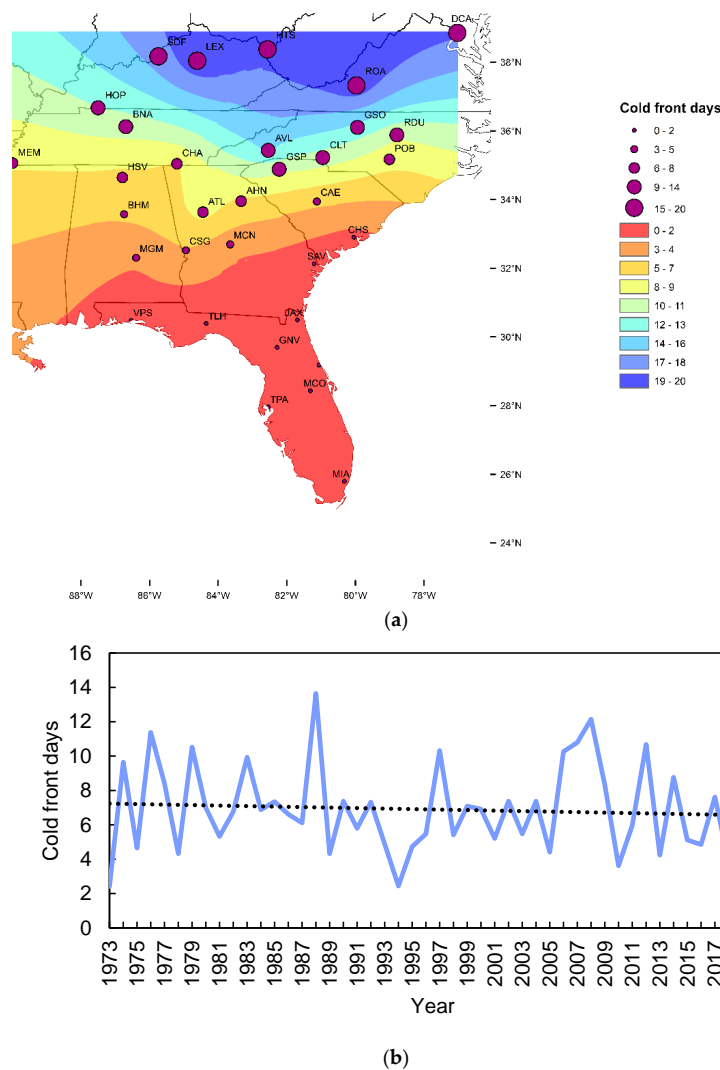 DCA
SDF LEX HTS
38°N
ROA
HOP
BNA GSO RDU
36°N
MEM CHA AVL GSP CLT POB
HSV
AHN CAE
34°N
BHM ATL
MGM CSG MCN CHS
SAV
32°N
VPS TLH JAX
30°N
GNV
MCO
28°N
TPA
MIA
26°N
24°N
88°W 86°W 84°W 82°W 80°W 78°W
Cold front days
0 - 2
3 - 5
6 - 8
9 - 14
15 - 20
0 - 2
3 - 4
5 - 7
8 - 9
10 - 11
12 - 13
14 - 16
17 - 18
19 - 20
(a)
16
14
12
10
8
6
4
2
0
Cold front days
1973 1975 1977 1979 1981 1983 1985 1987 1989 1991 1993 1995 1997 1999 2001 2003 2005 2007 2009 2011 2013 2015 2017
Year
(b)